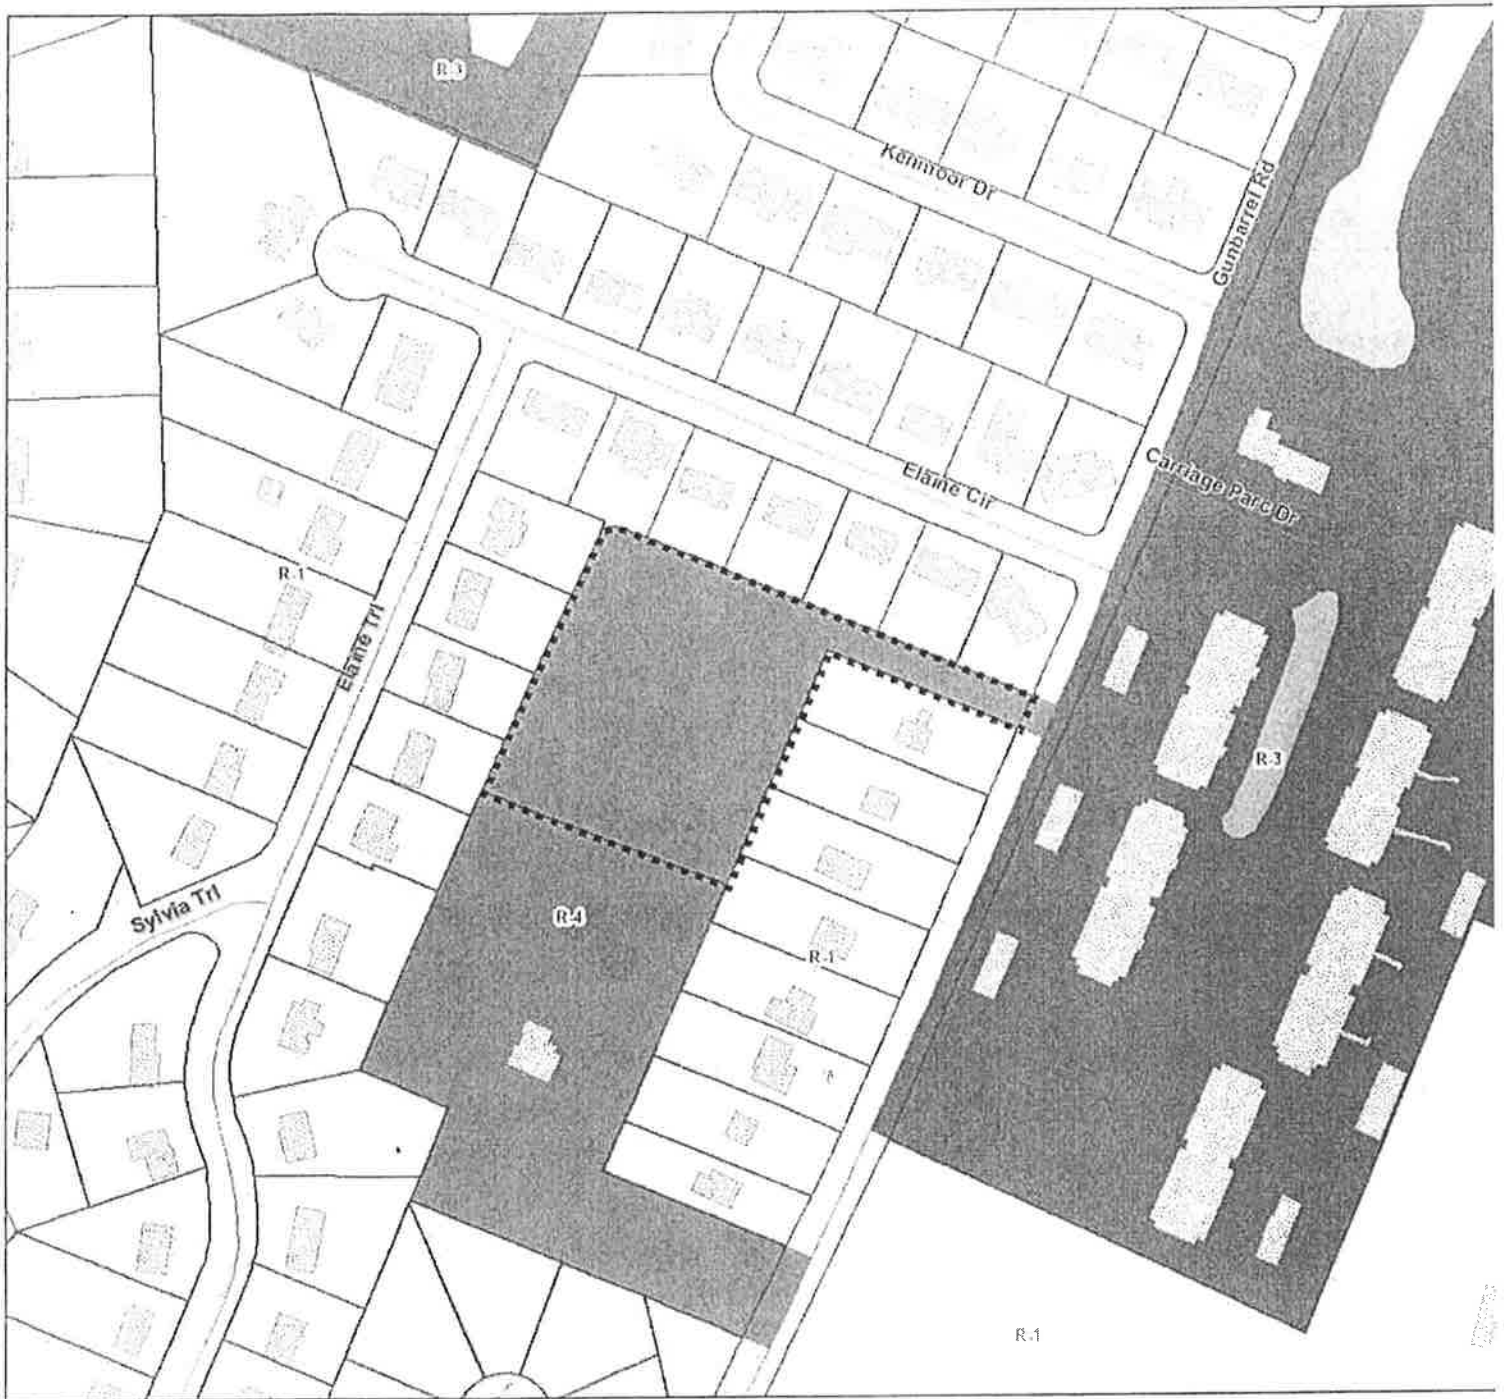 R-3
Kenmoor Dr
Gunbarrel Rd
Elaine Cir
Carriage Parc Dr
R-1
Elaine Trl
R-3
Sylvia Trl
R-4
R-1
R-1